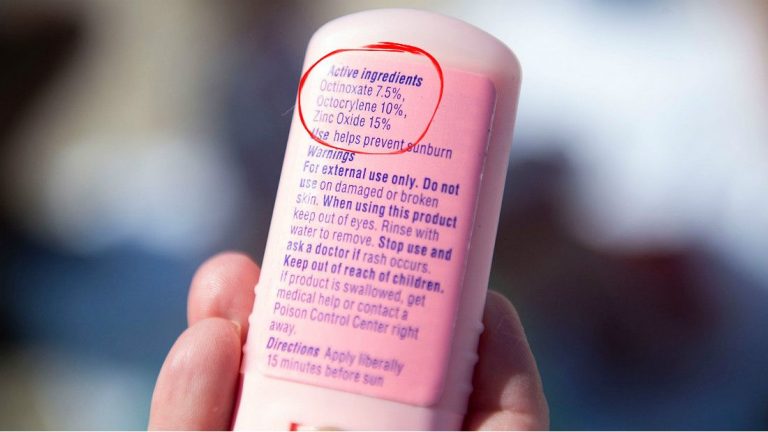 Active ingredients
Octinoxate 7.5%,
Octocrylene 10%,
Zinc Oxide 15%
Use helps prevent sunburn
Warnings
For external use only. Do not
use on damaged or broken
skin. When using this product
keep out of eyes. Rinse with
water to remove. Stop use and
ask a doctor if rash occurs.
Keep out of reach of children.
If product is swallowed, get
medical help or contact a
Poison Control Center right
away.
Directions Apply liberally
15 minutes before sun